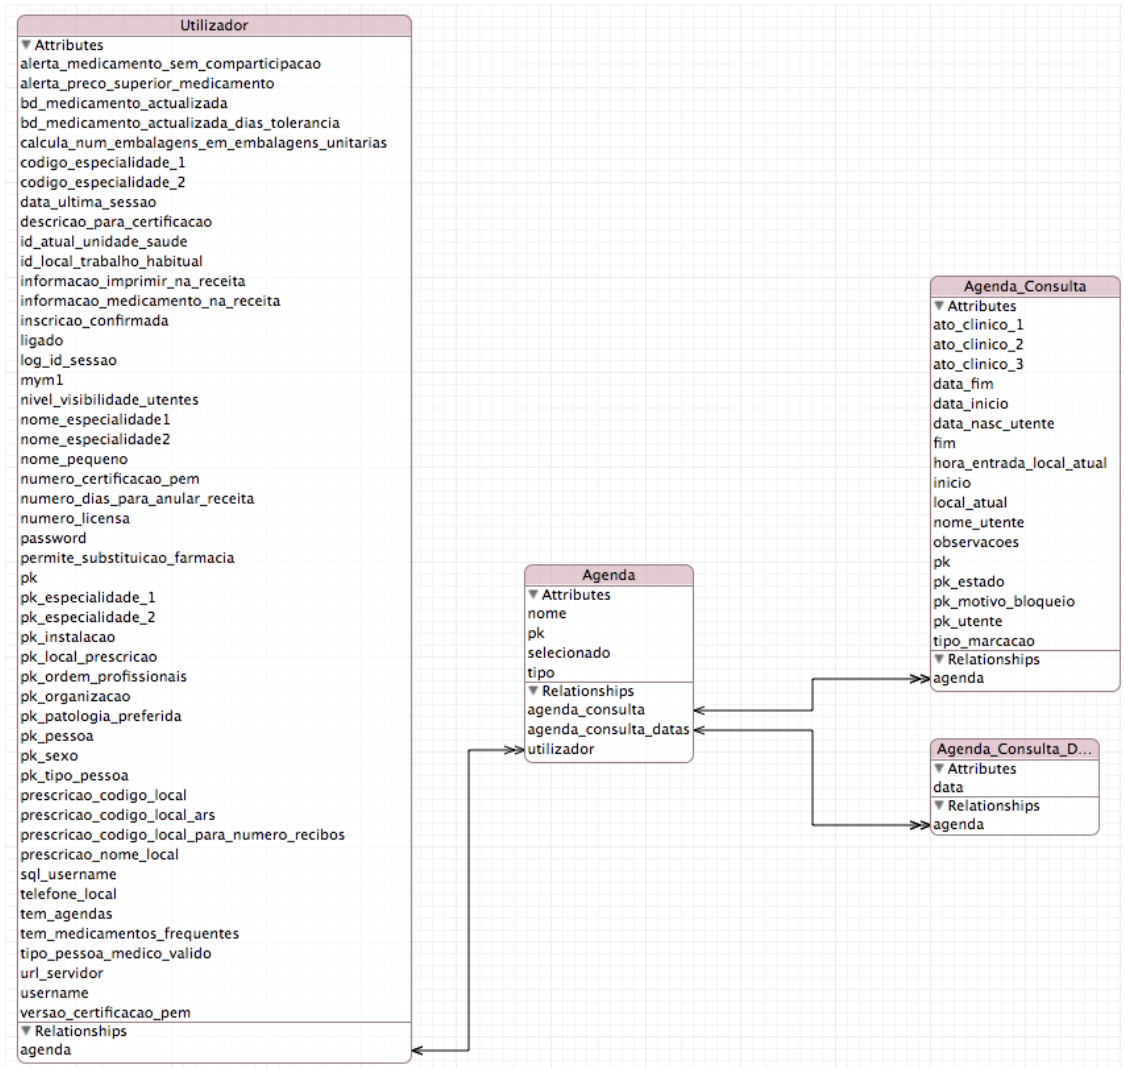 Utilizador
Attributes
alerta_medicamento_sem_comparticipacao
alerta_preco_superior_medicamento
bd_medicamento_actualizada
bd_medicamento_actualizada_dias_tolerancia
calcula_num_embalagens_em_embalagens_unitarias
codigo_especialidade_1
codigo_especialidade_2
data_ultima_sessao
descricao_para_certificacao
id_atual_unidade_saude
id_local_trabalho_habitual
informacao_imprimir_na_receita
informacao_medicamento_na_receita
inscricao_confirmada
ligado
log_id_sessao
mym1
nivel_visibilidade_utentes
nome_especialidade1
nome_especialidade2
nome_pequeno
numero_certificacao_pem
numero_dias_para_anular_receita
numero_licensa
password
permite_substituicao_farmacia
pk
pk_especialidade_1
pk_especialidade_2
pk_instalacao
pk_local_prescricao
pk_ordem_profissionais
pk_organizacao
pk_patologia_preferida
pk_pessoa
pk_sexo
pk_tipo_pessoa
prescricao_codigo_local
prescricao_codigo_local_ars
prescricao_codigo_local_para_numero_recibos
prescricao_nome_local
sql_username
telefone_local
tem_agendas
tem_medicamentos_frequentes
tipo_pessoa_medico_valido
url_servidor
username
versao_certificacao_pem
Relationships
agenda
Agenda
Attributes
nome
pk
selecionado
tipo
Relationships
agenda_consulta
agenda_consulta_datas
utilizador
Agenda_Consulta
Attributes
ato_clinico_1
ato_clinico_2
ato_clinico_3
data_fim
data_inicio
data_nasc_utente
fim
hora_entrada_local_atual
inicio
local_atual
nome_utente
observacoes
pk
pk_estado
pk_motivo_bloqueio
pk_utente
tipo_marcacao
Relationships
agenda
Agenda_Consulta_D...
Attributes
data
Relationships
agenda